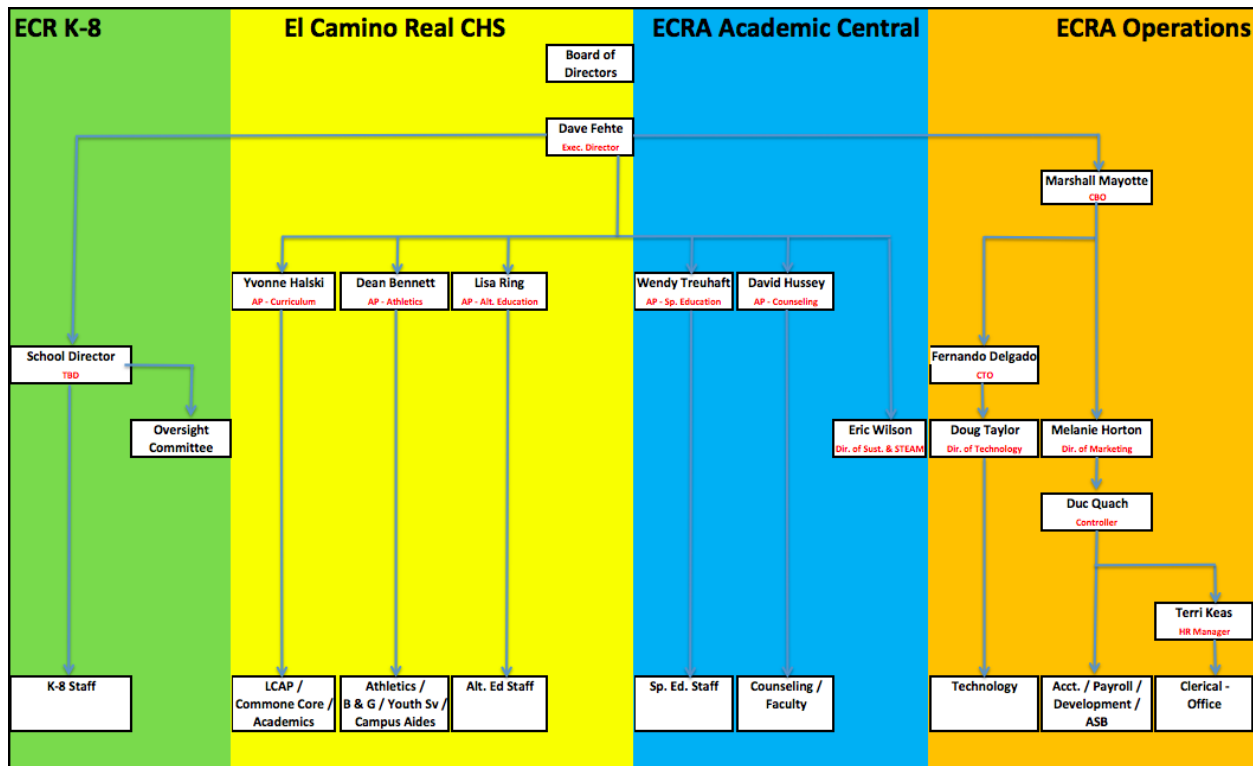 ECR K-8
El Camino Real CHS
ECRA Academic Central
ECRA Operations
Board of
Directors
Dave Fehte
Exec. Director
Marshall Mayotte
CBO
Yvonne Halski
AP - Curriculum
Dean Bennett
AP - Athletics
Lisa Ring
AP - Alt. Education
Wendy Treuhaft
AP - Sp. Education
David Hussey
AP - Counseling
School Director
TBD
Fernando Delgado
CTO
Oversight
Committee
Eric Wilson
Dir. of Sust. & STEAM
Doug Taylor
Dir. of Technology
Melanie Horton
Dir. of Marketing
Duc Quach
Controller
Terri Keas
HR Manager
K-8 Staff
LCAP /
Commone Core /
Academics
Athletics /
B & G / Youth Sv /
Campus Aides
Alt. Ed Staff
Sp. Ed. Staff
Counseling /
Faculty
Technology
Acct. / Payroll /
Development /
ASB
Clerical -
Office